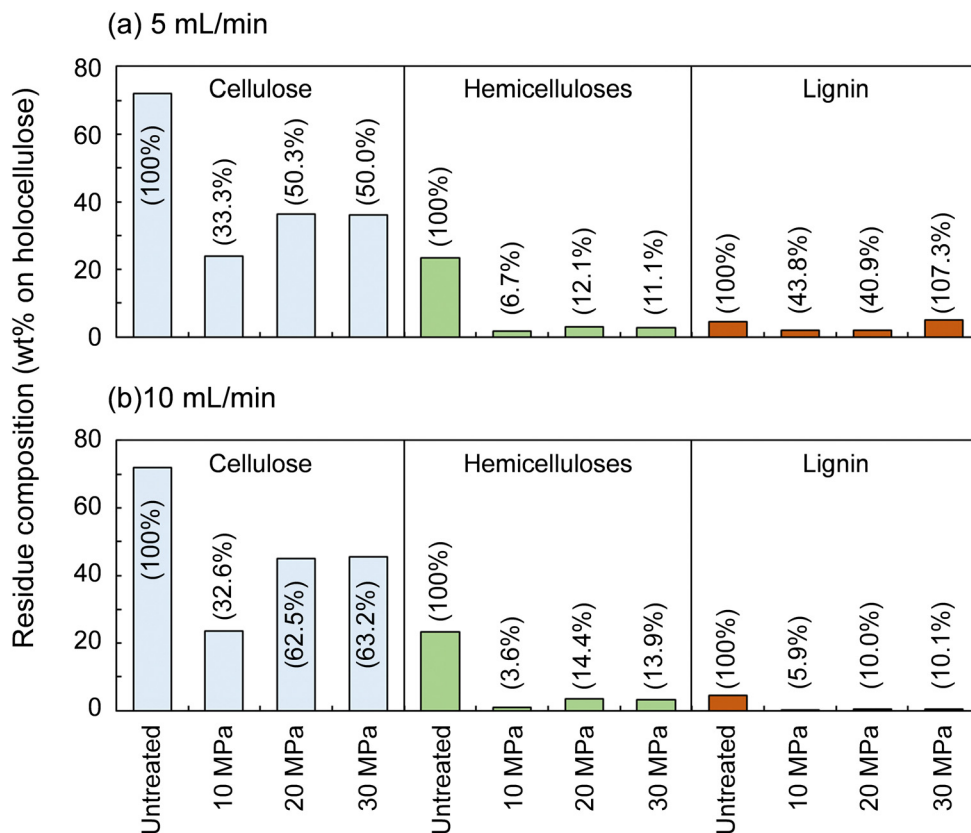 (a) 5 mL/min
Residue composition (wt% on holocellulose)
80
60
40
20
0
Cellulose
Hemicelluloses
Lignin
(100%)
(33.3%)
(50.3%)
(50.0%)
(100%)
(6.7%)
(12.1%)
(11.1%)
(100%)
(43.8%)
(40.9%)
(107.3%)
(b)10 mL/min
80
60
40
20
0
Cellulose
Hemicelluloses
Lignin
(100%)
(32.6%)
(62.5%)
(63.2%)
(100%)
(3.6%)
(14.4%)
(13.9%)
(100%)
(5.9%)
(10.0%)
(10.1%)
Untreated
10 MPa
20 MPa
30 MPa
Untreated
10 MPa
20 MPa
30 MPa
Untreated
10 MPa
20 MPa
30 MPa